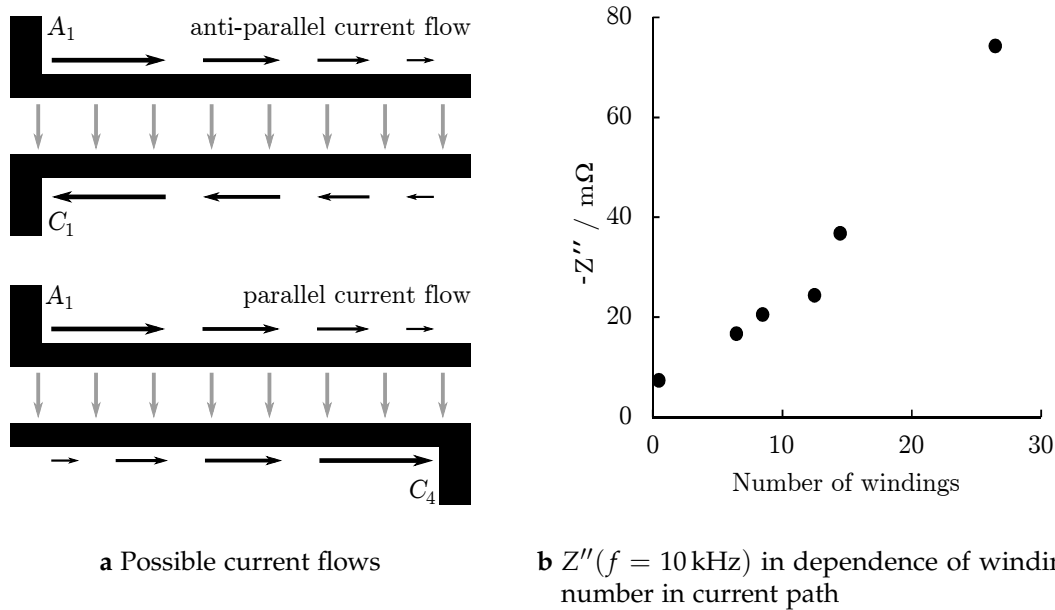 A₁
anti-parallel current flow
C₁
A₁
parallel current flow
C₄
a Possible current flows
80
60
40
20
0
-Z′′ / mΩ
0 10 20 30
Number of windings
b Z′′(f = 10 kHz) in dependence of windin
number in current path